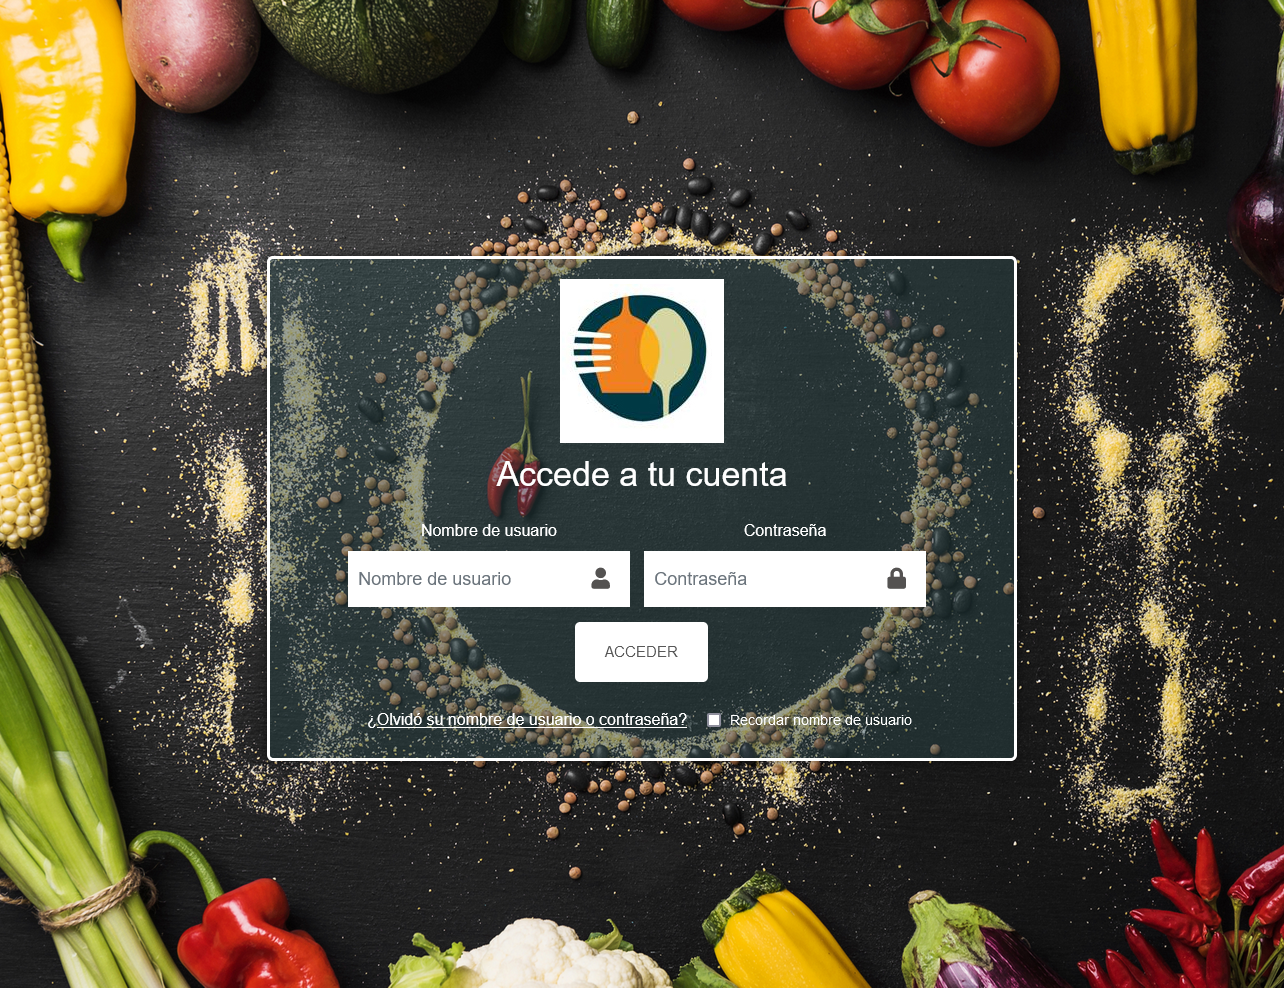 Accede a tu cuenta
Nombre de usuario
Contraseña
Nombre de usuario
Contraseña
ACCEDER
¿Olvidó su nombre de usuario o contraseña?
Recordar nombre de usuario